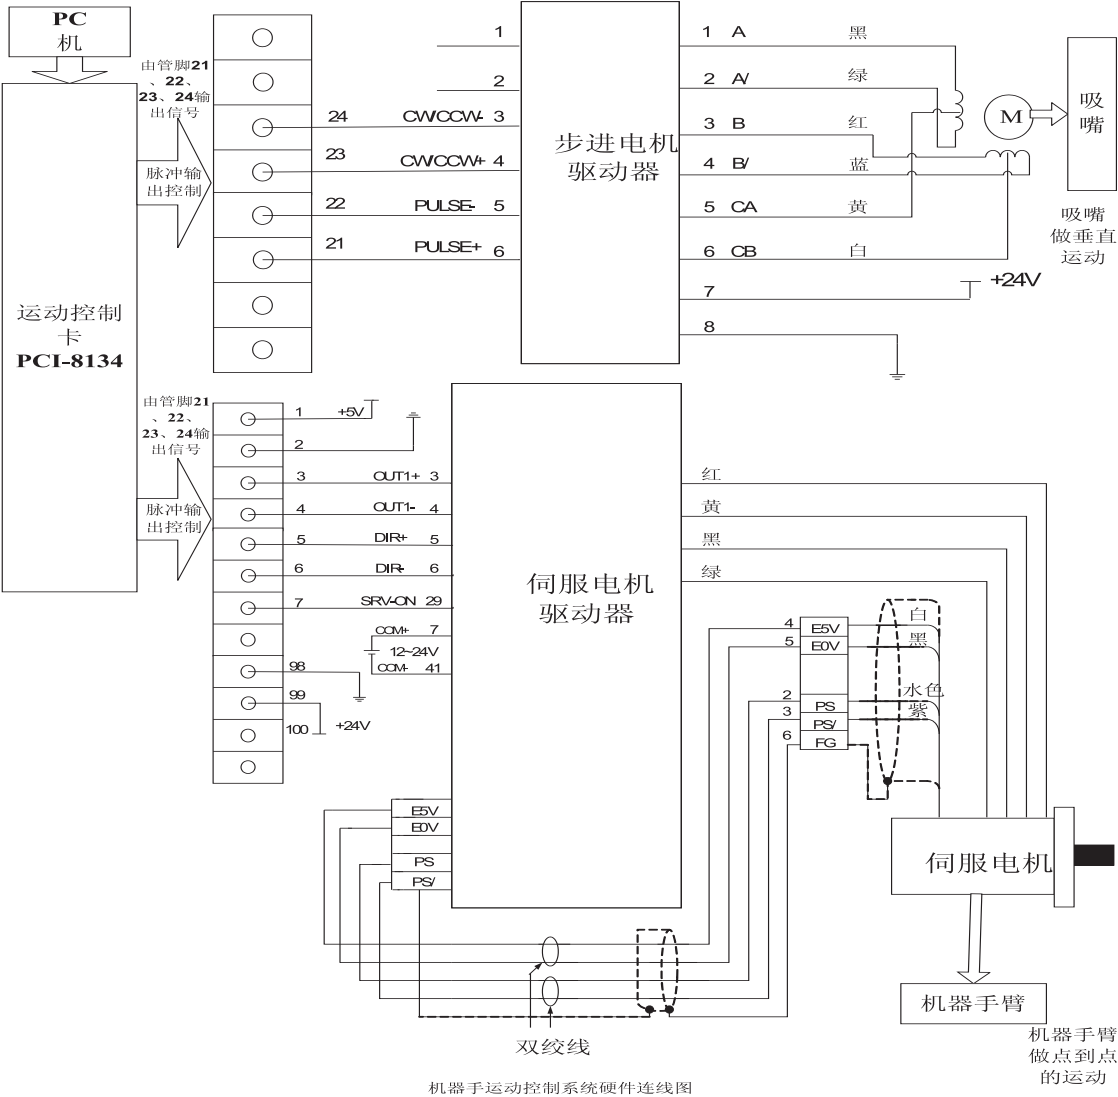 PC
机
由管脚21
、22、
23、24输
出信号
脉冲输
出控制
运动控制
卡
PCI-8134
24
23
22
21
CW/CCW- 3
CW/CCW+ 4
PULSE- 5
PULSE+ 6
1
2
步进电机
驱动器
1 A 黑
2 A/ 绿
3 B 红
4 B/ 蓝
5 CA 黄
6 CB 白
7
+24V
8
M
吸
嘴
吸嘴
做垂直
运动
由管脚21
、22、
23、24输
出信号
脉冲输
出控制
1 +5V
2
3 OUT1+ 3
4 OUT1- 4
5 DIR+ 5
6 DIR- 6
7 SRV-ON 29
COM+ 7
12~24V
COM- 41
98
99
100 +24V
伺服电机
驱动器
红
黄
黑
绿
4 E5V 白
5 E0V 黑
2 PS 水色
3 PS/ 紫
6 FG
E5V
E0V
PS
PS/
伺服电机
机器手臂
机器手臂
做点到点
的运动
双绞线
机器手运动控制系统硬件连线图